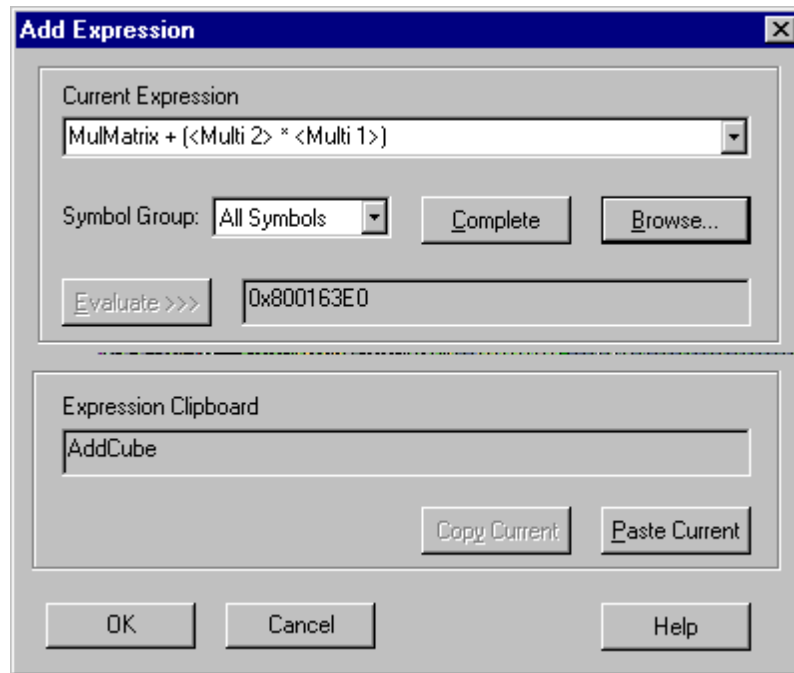 Add Expression
Current Expression
MulMatrix + (<Multi 2> * <Multi 1>)
Symbol Group: All Symbols Complete Browse...
Evaluate >>> 0x800163E0
Expression Clipboard
AddCube
Copy Current Paste Current
OK Cancel Help